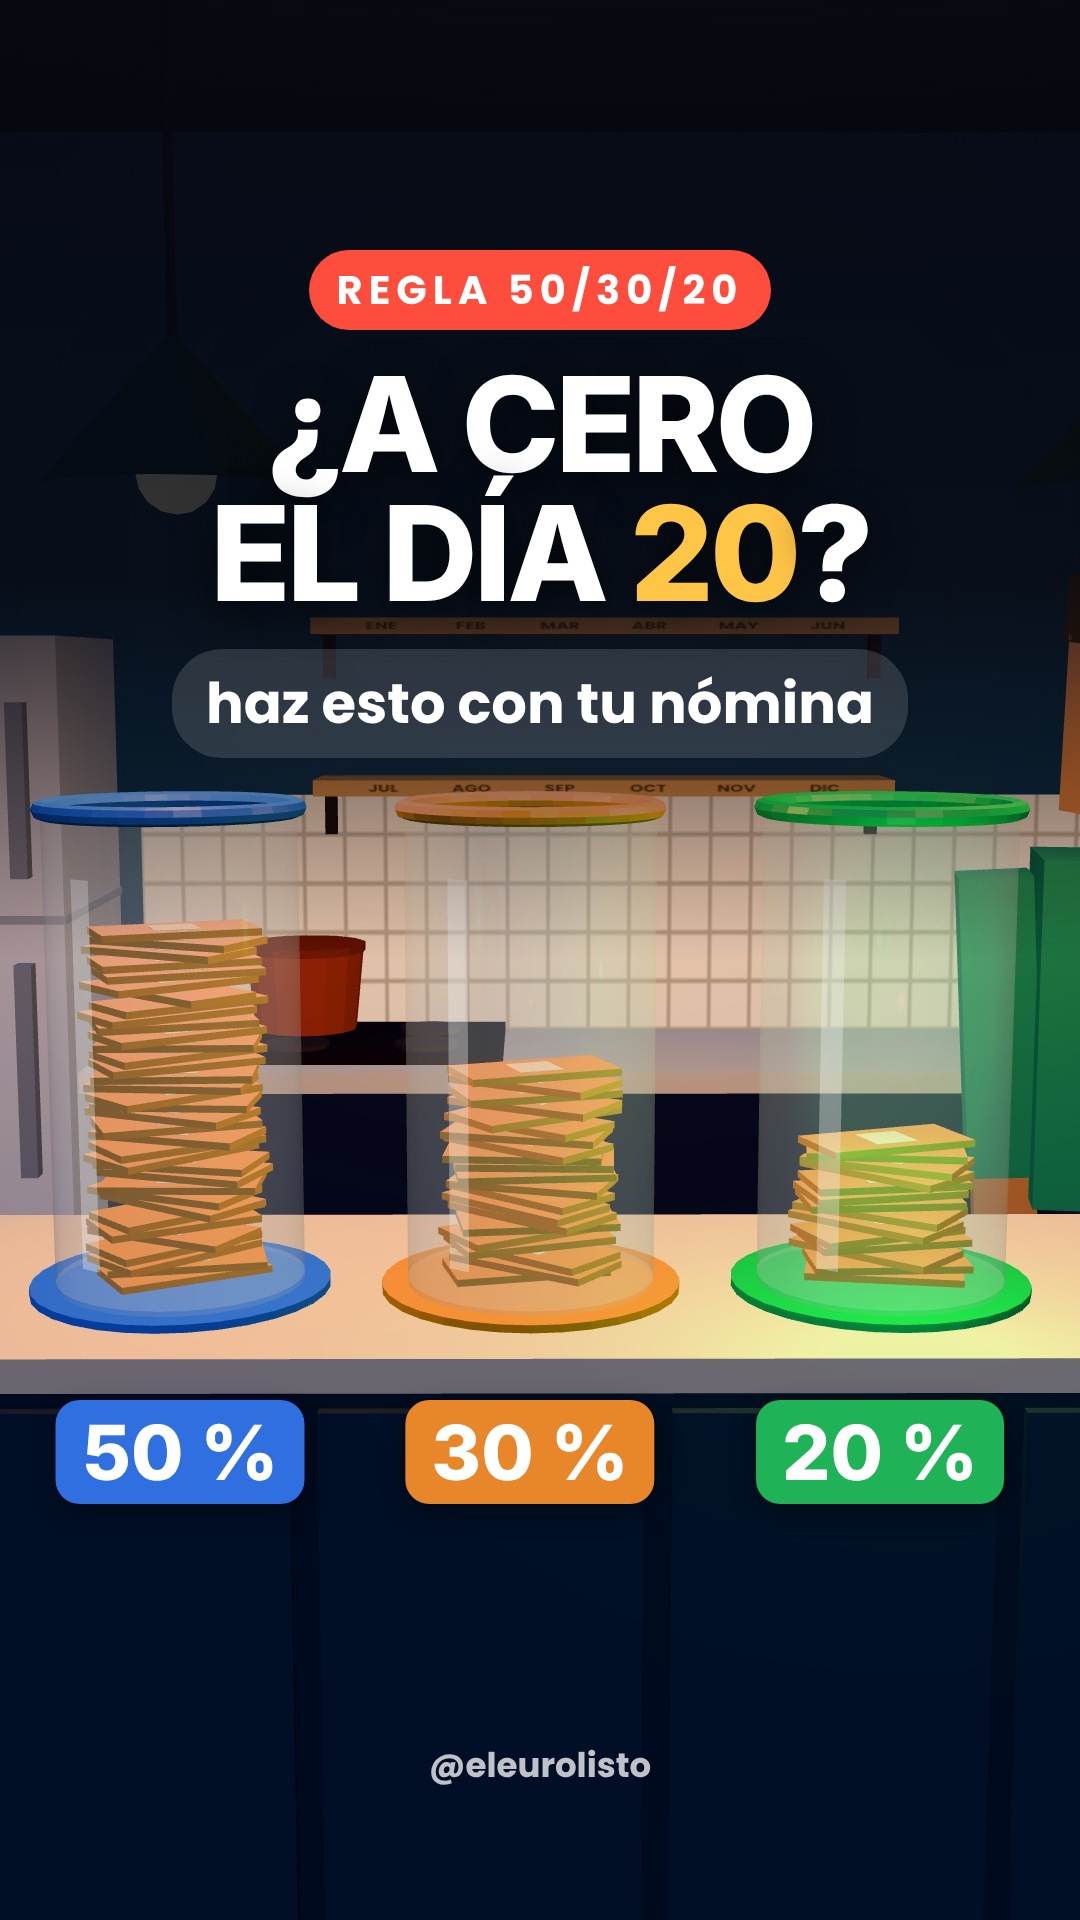 REGLA 50/30/20
¿A CERO
EL DÍA 20?
ENE FEB MAR ABR MAY JUN
haz esto con tu nómina
JUL AGO SEP OCT NOV DIC
50 % 30 % 20 %
@eleurolisto